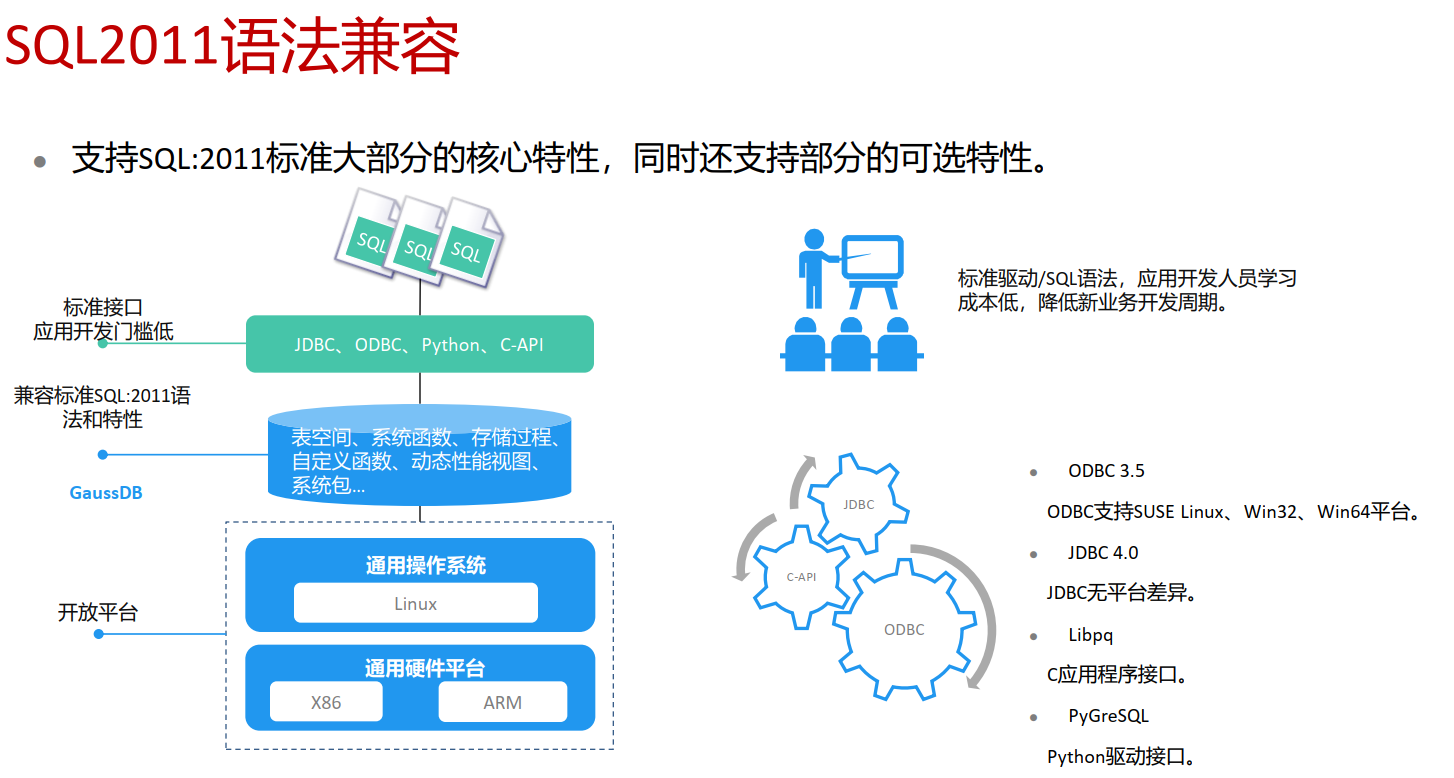 SQL2011语法兼容
支持SQL:2011标准大部分的核心特性，同时还支持部分的可选特性。
SQL
SQL
SQL
标准接口
应用开发门槛低
JDBC、ODBC、Python、C-API
兼容标准SQL:2011语
法和特性
GaussDB
表空间、系统函数、存储过程、
自定义函数、动态性能视图、
系统包...
开放平台
通用操作系统
Linux
通用硬件平台
X86
ARM
标准驱动/SQL语法，应用开发人员学习
成本低，降低新业务开发周期。
JDBC
C-API
ODBC
ODBC 3.5
ODBC支持SUSE Linux、Win32、Win64平台。
JDBC 4.0
JDBC无平台差异。
Libpq
C应用程序接口。
PyGreSQL
Python驱动接口。